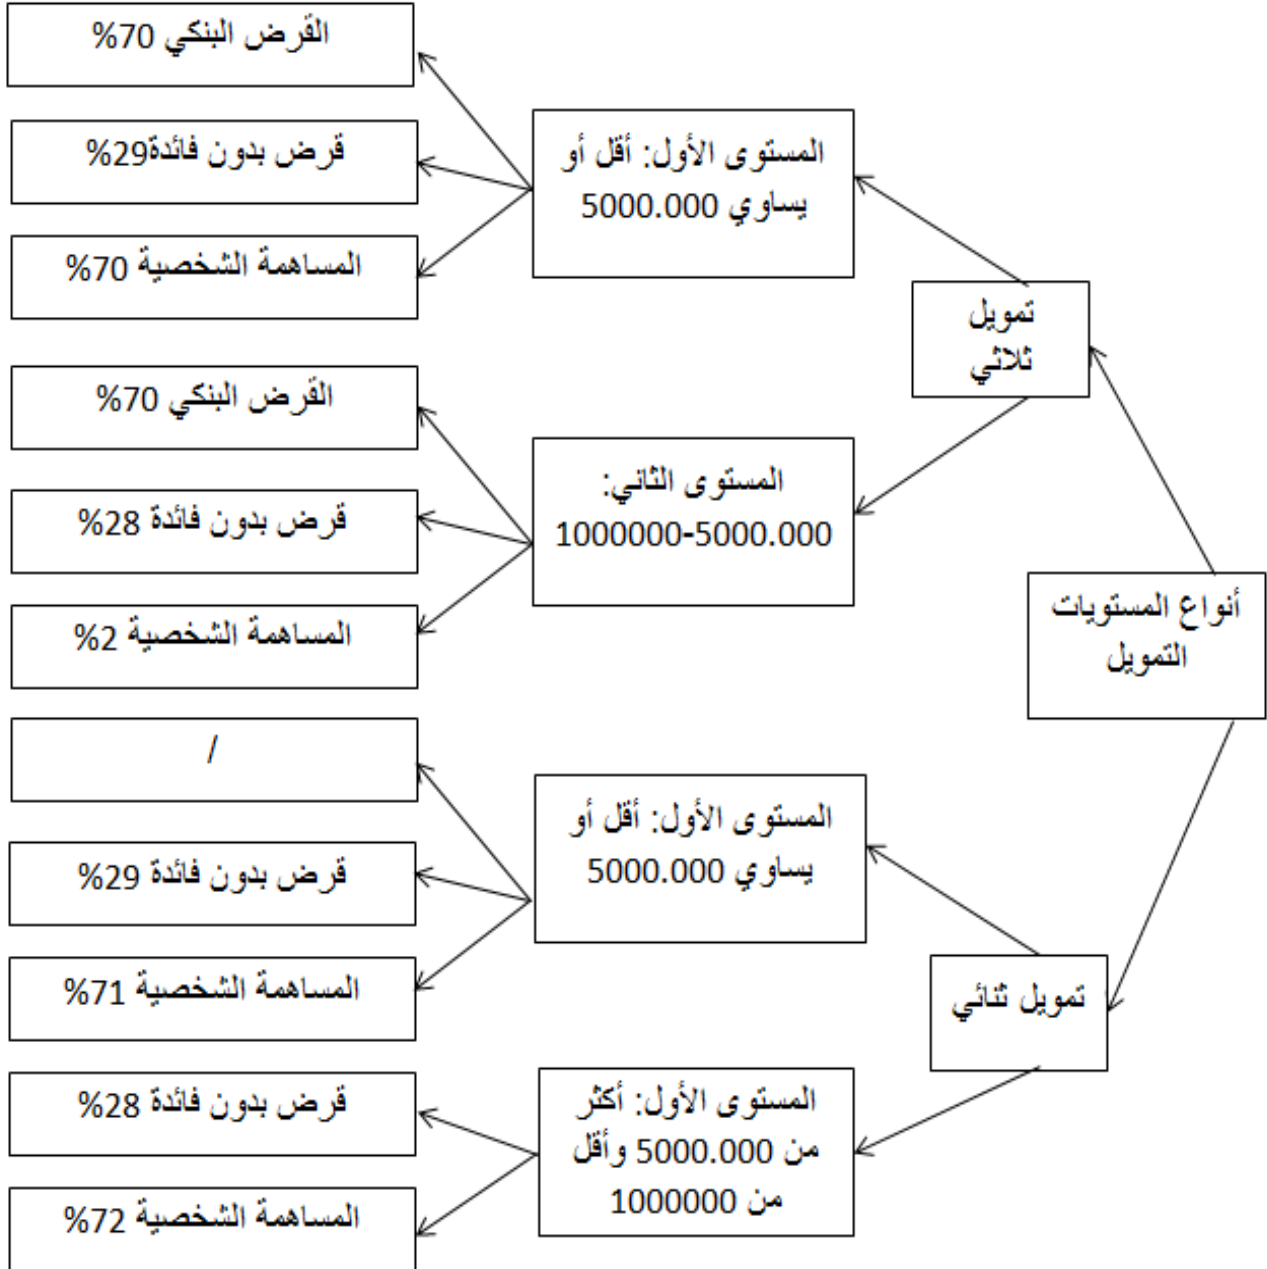 القرض البنكي 70%
قرض بدون فائدة29%
المساهمة الشخصية 70%
المستوى الأول: أقل أو
يساوي 5000.000
تمويل
ثلاثي
القرض البنكي 70%
قرض بدون فائدة 28%
المساهمة الشخصية 2%
المستوى الثاني:
1000000-5000.000
أنواع المستويات
التمويل
/
قرض بدون فائدة 29%
المساهمة الشخصية 71%
المستوى الأول: أقل أو
يساوي 5000.000
تمويل ثنائي
قرض بدون فائدة 28%
المساهمة الشخصية 72%
المستوى الأول: أكثر
من 5000.000 وأقل
من 1000000